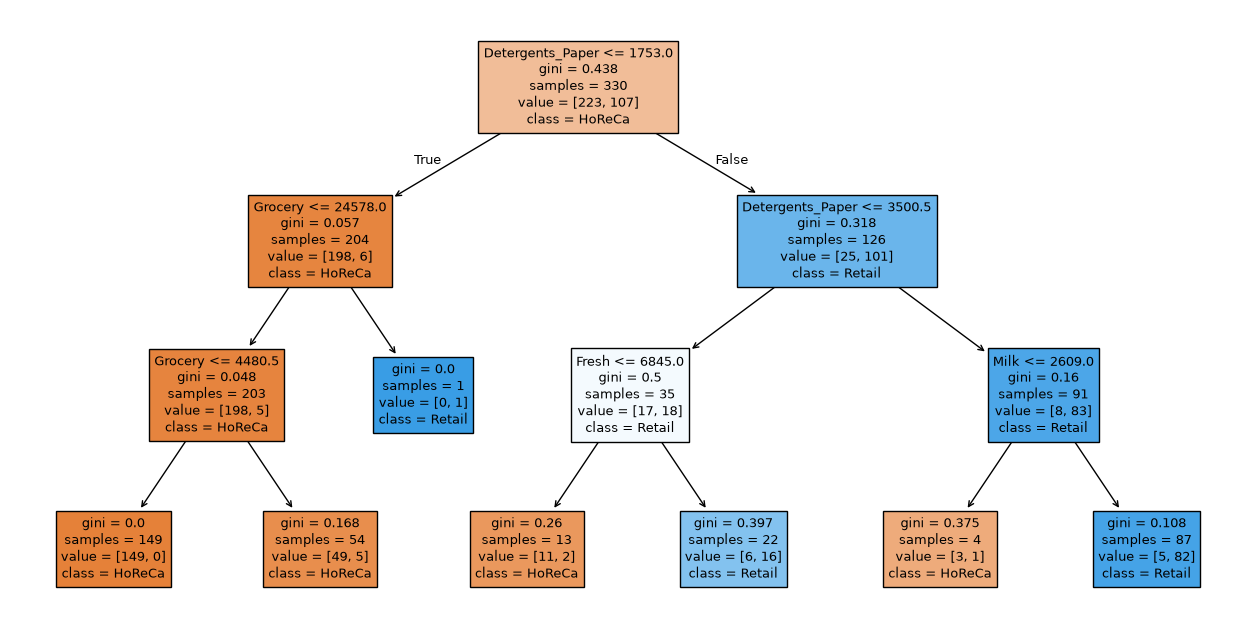 Detergents_Paper <= 1753.0
gini = 0.438
samples = 330
value = [223, 107]
class = HoReCa
True
False
Grocery <= 24578.0
gini = 0.057
samples = 204
value = [198, 6]
class = HoReCa
Detergents_Paper <= 3500.5
gini = 0.318
samples = 126
value = [25, 101]
class = Retail
Grocery <= 4480.5
gini = 0.048
samples = 203
value = [198, 5]
class = HoReCa
gini = 0.0
samples = 1
value = [0, 1]
class = Retail
Fresh <= 6845.0
gini = 0.5
samples = 35
value = [17, 18]
class = Retail
Milk <= 2609.0
gini = 0.16
samples = 91
value = [8, 83]
class = Retail
gini = 0.0
samples = 149
value = [149, 0]
class = HoReCa
gini = 0.168
samples = 54
value = [49, 5]
class = HoReCa
gini = 0.26
samples = 13
value = [11, 2]
class = HoReCa
gini = 0.397
samples = 22
value = [6, 16]
class = Retail
gini = 0.375
samples = 4
value = [3, 1]
class = HoReCa
gini = 0.108
samples = 87
value = [5, 82]
class = Retail